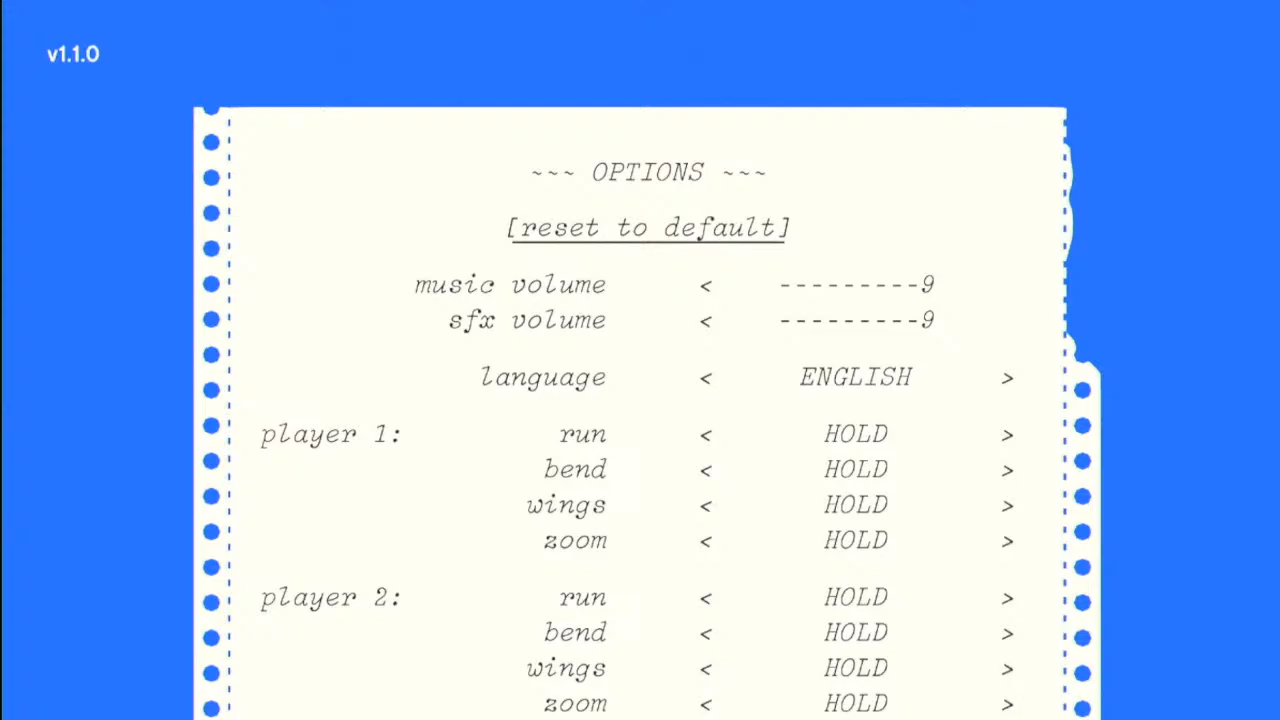 v1.1.0
~~~ OPTIONS ~~~
[reset to default]
music volume < ---------9
sfx volume < ---------9
language < ENGLISH >
player 1: run < HOLD >
bend < HOLD >
wings < HOLD >
zoom < HOLD >
player 2: run < HOLD >
bend < HOLD >
wings < HOLD >
zoom < HOLD >